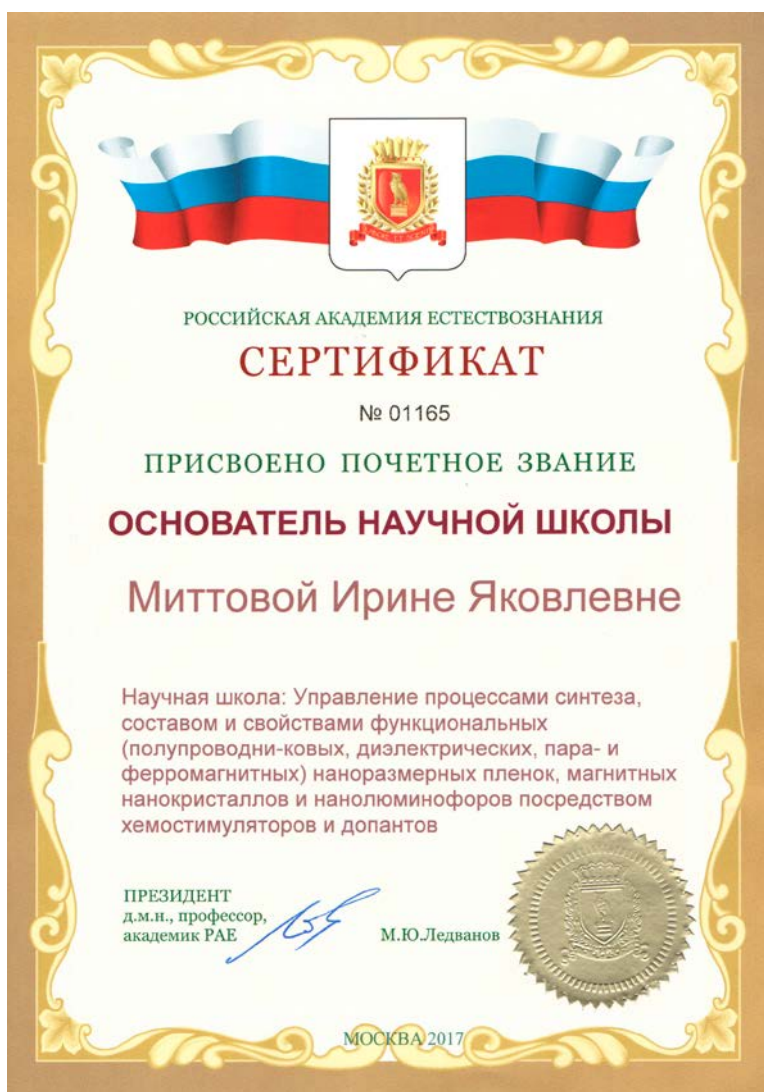 РОССИЙСКАЯ АКАДЕМИЯ ЕСТЕСТВОЗНАНИЯ
СЕРТИФИКАТ
№ 01165
ПРИСВОЕНО ПОЧЕТНОЕ ЗВАНИЕ
ОСНОВАТЕЛЬ НАУЧНОЙ ШКОЛЫ
Миттовой Ирине Яковлевне
Научная школа: Управление процессами синтеза,
составом и свойствами функциональных
(полупроводни-ковых, диэлектрических, пара- и
ферромагнитных) наноразмерных пленок, магнитных
нанокристаллов и нанолюминофоров посредством
хемостимуляторов и допантов
ПРЕЗИДЕНТ
д.м.н., профессор,
академик РАЕ
М.Ю.Ледванов
МОСКВА 2017